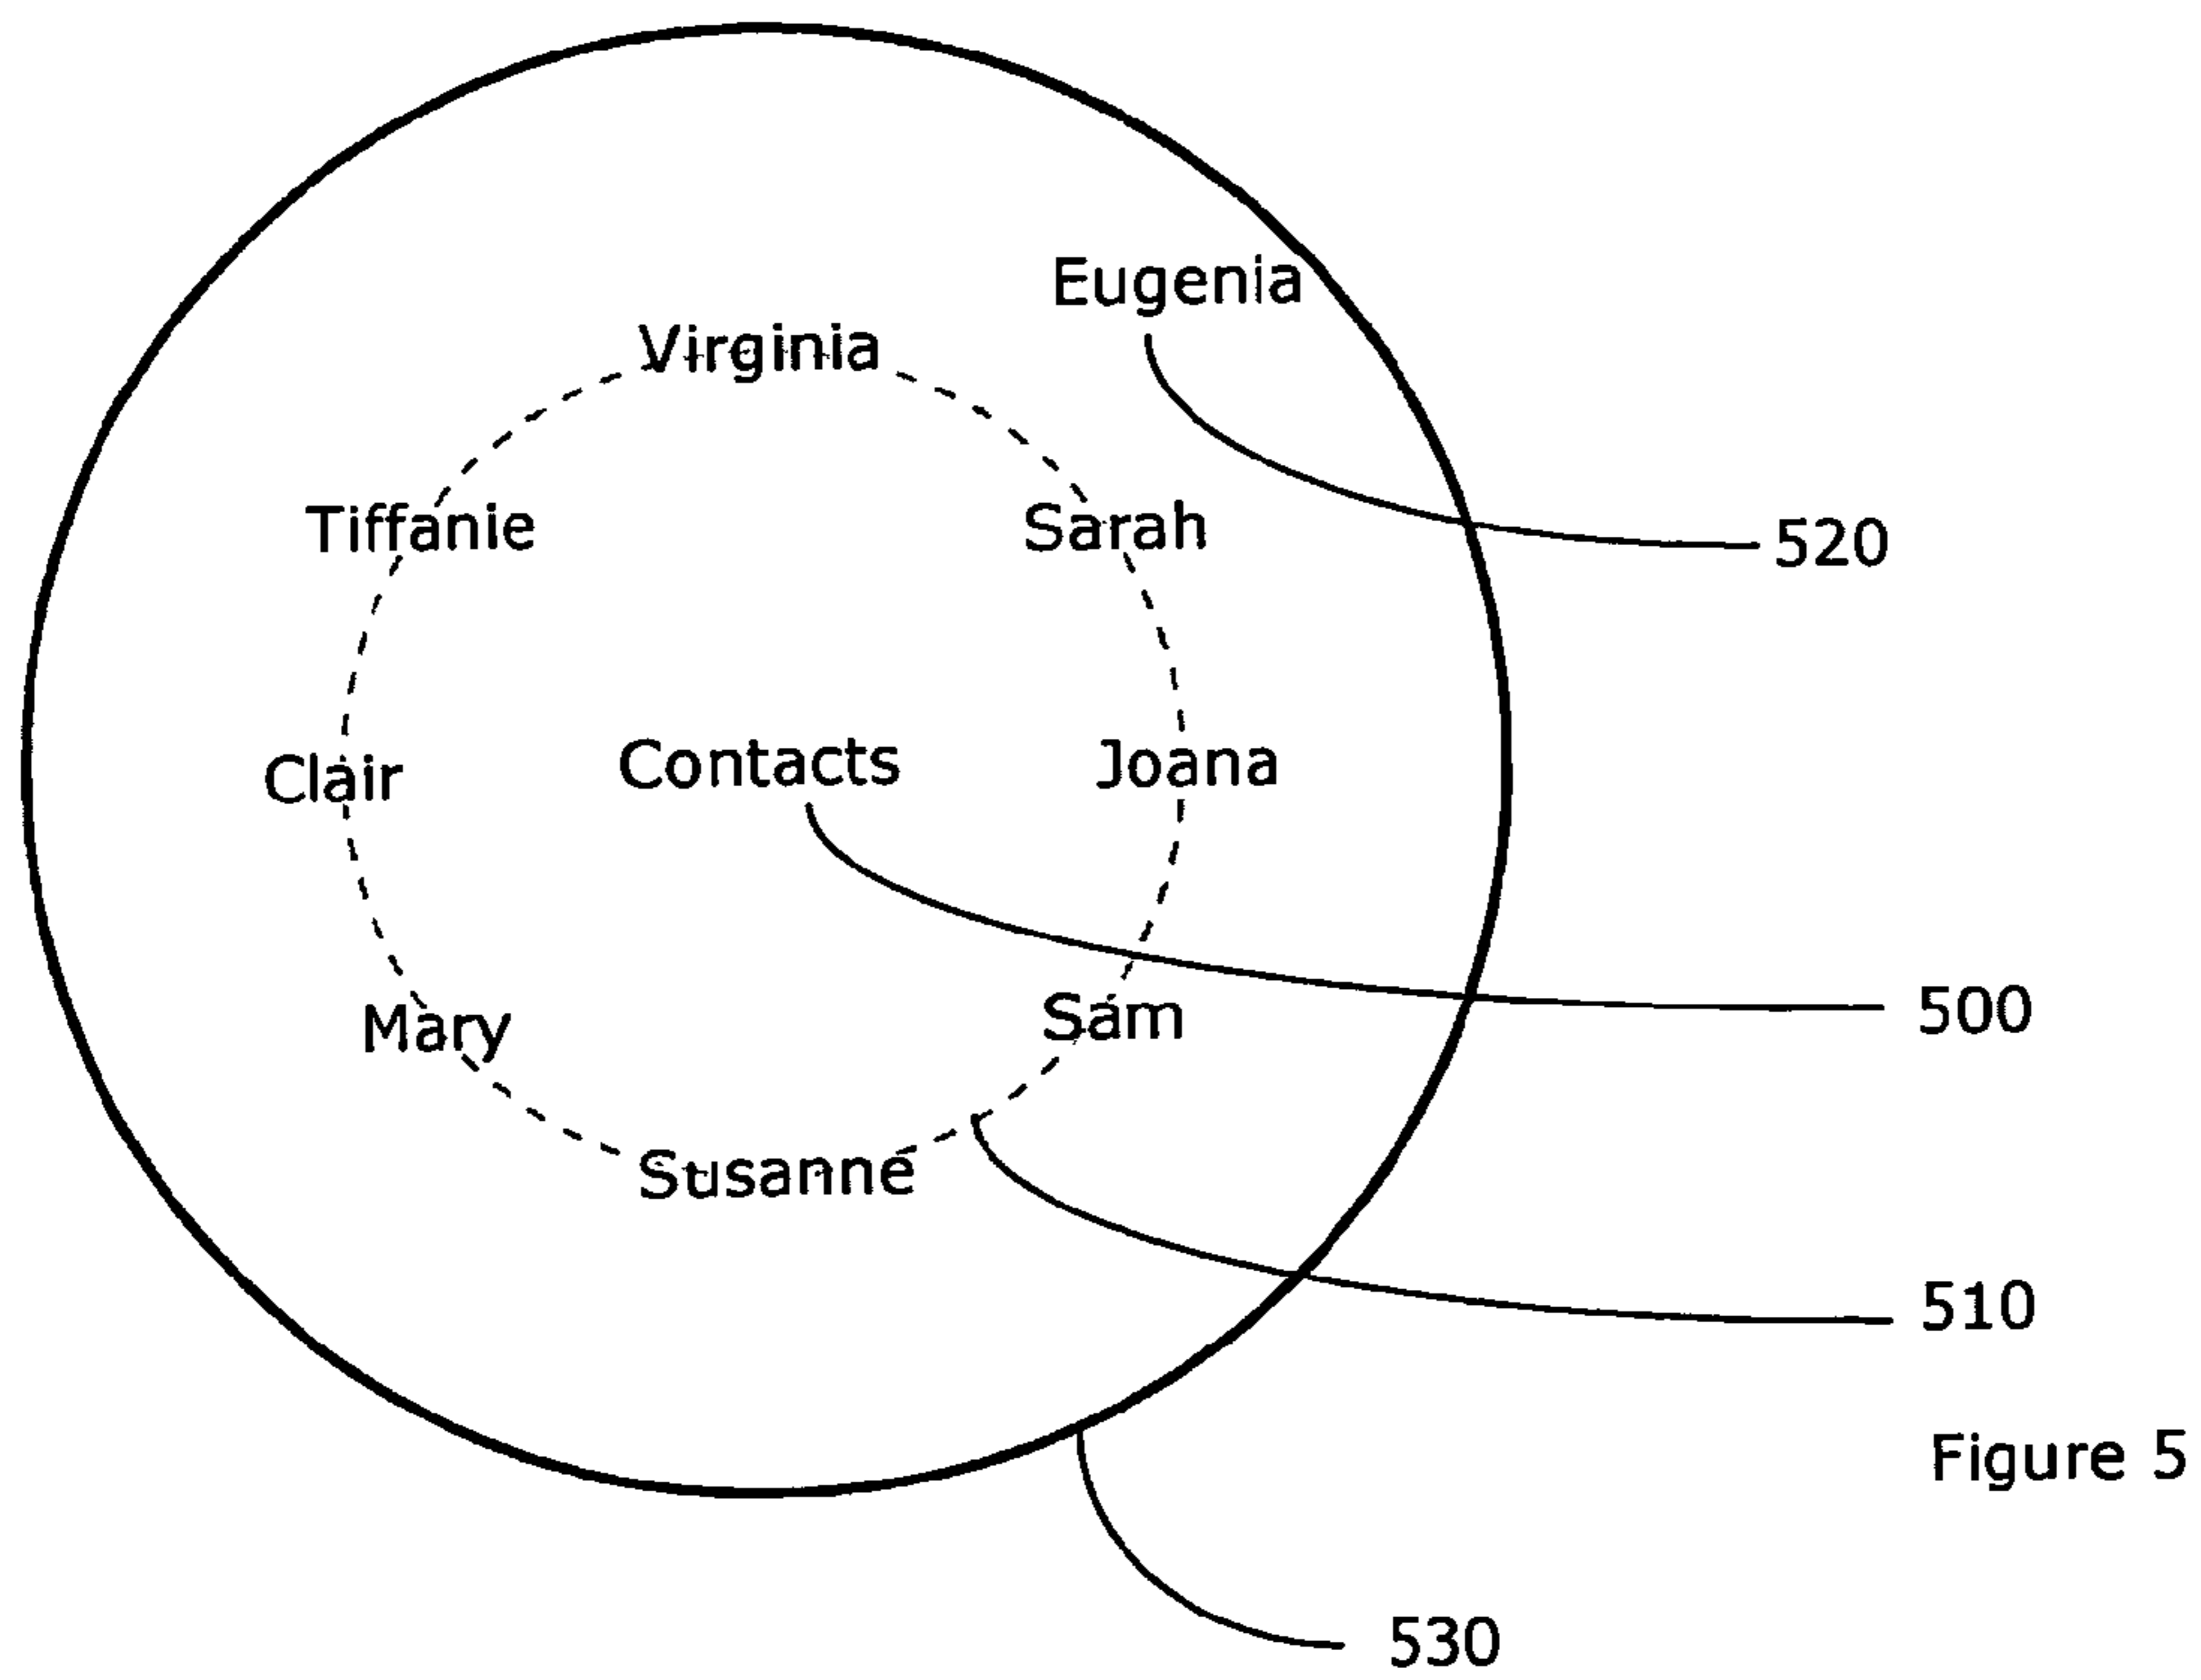 Eugenia
Virginia
Tiffanie
Sarah
520
Clair
Contacts
Joana
500
Mary
Sam
Susanne
510
Figure 5
530